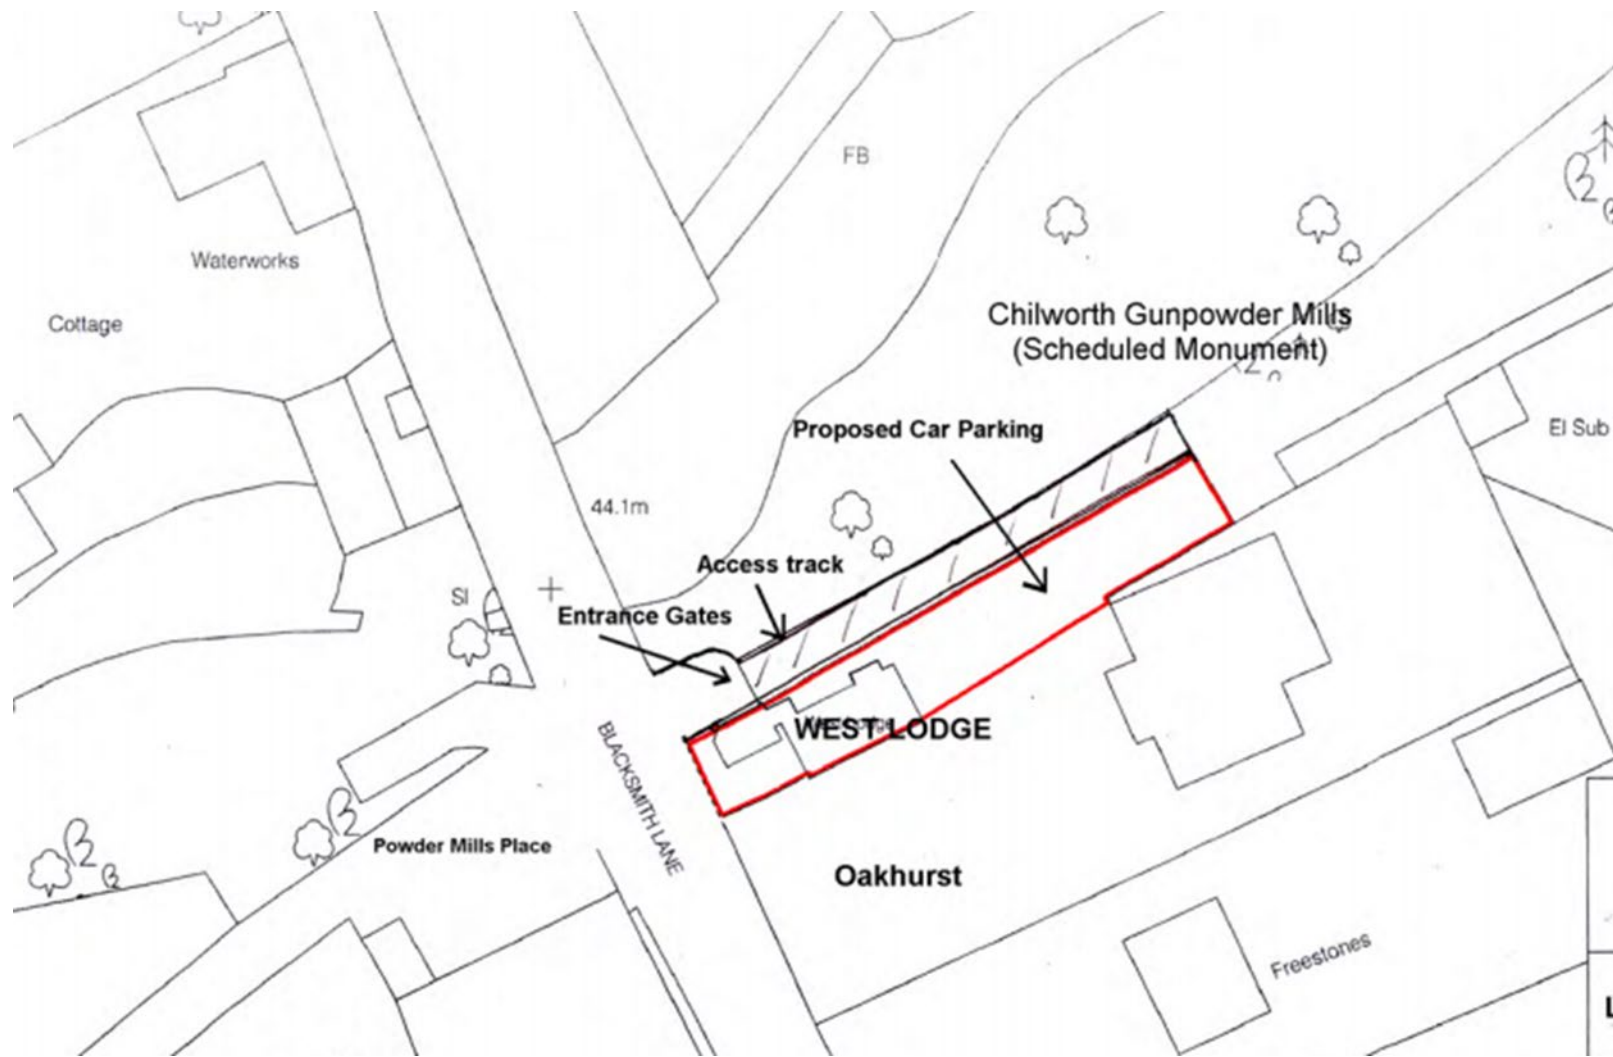 FB
Waterworks
Cottage
Chilworth Gunpowder Mills
(Scheduled Monument)
Proposed Car Parking
El Sub
44.1m
Access track
Sl
Entrance Gates
WEST LODGE
BLACKSMITH LANE
Powder Mills Place
Oakhurst
Freestones
L